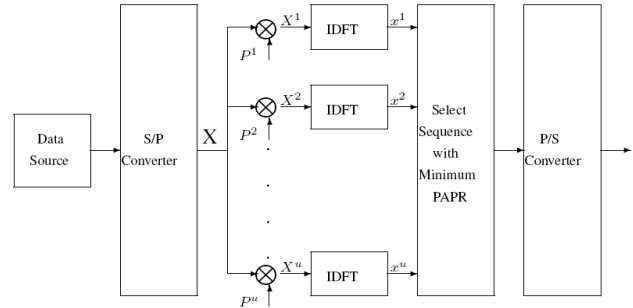 Data
Source
S/P
Converter
X
X^1
P^1
IDFT
x^1
X^2
P^2
IDFT
x^2
X^u
P^u
IDFT
x^u
Select
Sequence
with
Minimum
PAPR
P/S
Converter